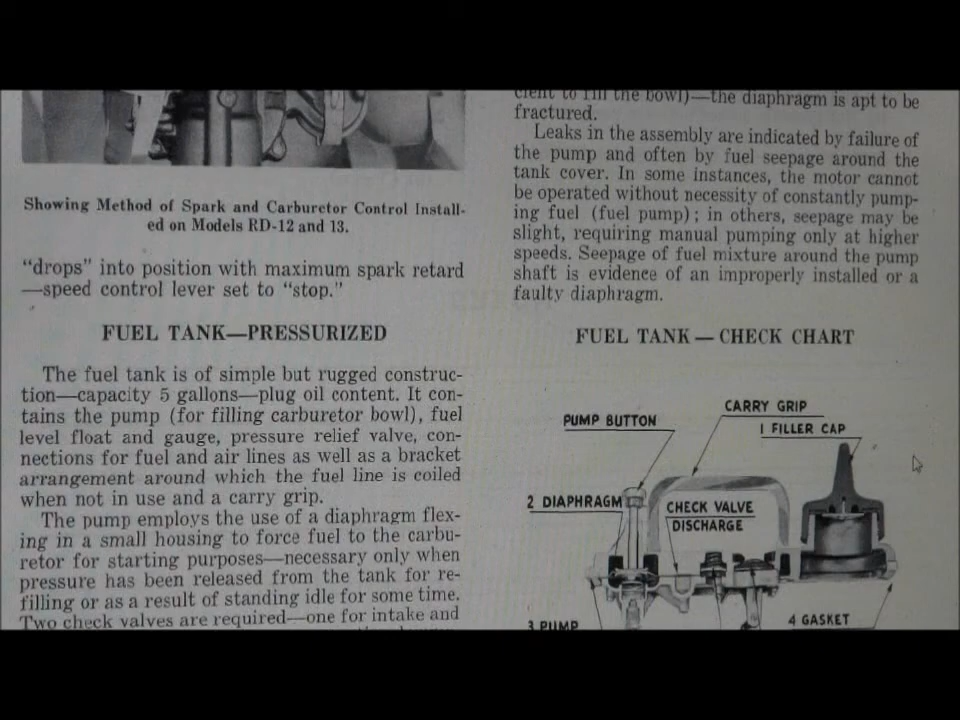 Showing Method of Spark and Carburetor Control Install-
ed on Models RD-12 and 13.
"drops" into position with maximum spark retard
—speed control lever set to "stop."
FUEL TANK—PRESSURIZED
The fuel tank is of simple but rugged construc-
tion—capacity 5 gallons—plug oil content. It con-
tains the pump (for filling carburetor bowl), fuel
level float and gauge, pressure relief valve, con-
nections for fuel and air lines as well as a bracket
arrangement around which the fuel line is coiled
when not in use and a carry grip.
The pump employs the use of a diaphragm flex-
ing in a small housing to force fuel to the carbu-
retor for starting purposes—necessary only when
pressure has been released from the tank for re-
filling or as a result of standing idle for some time.
Two check valves are required—one for intake and
cient to fill the bowl)—the diaphragm is apt to be
fractured.
Leaks in the assembly are indicated by failure of
the pump and often by fuel seepage around the
tank cover. In some instances, the motor cannot
be operated without necessity of constantly pump-
ing fuel (fuel pump); in others, seepage may be
slight, requiring manual pumping only at higher
speeds. Seepage of fuel mixture around the pump
shaft is evidence of an improperly installed or a
faulty diaphragm.
FUEL TANK — CHECK CHART
CARRY GRIP
PUMP BUTTON
1 FILLER CAP
2 DIAPHRAGM
CHECK VALVE
DISCHARGE
3 PUMP
4 GASKET